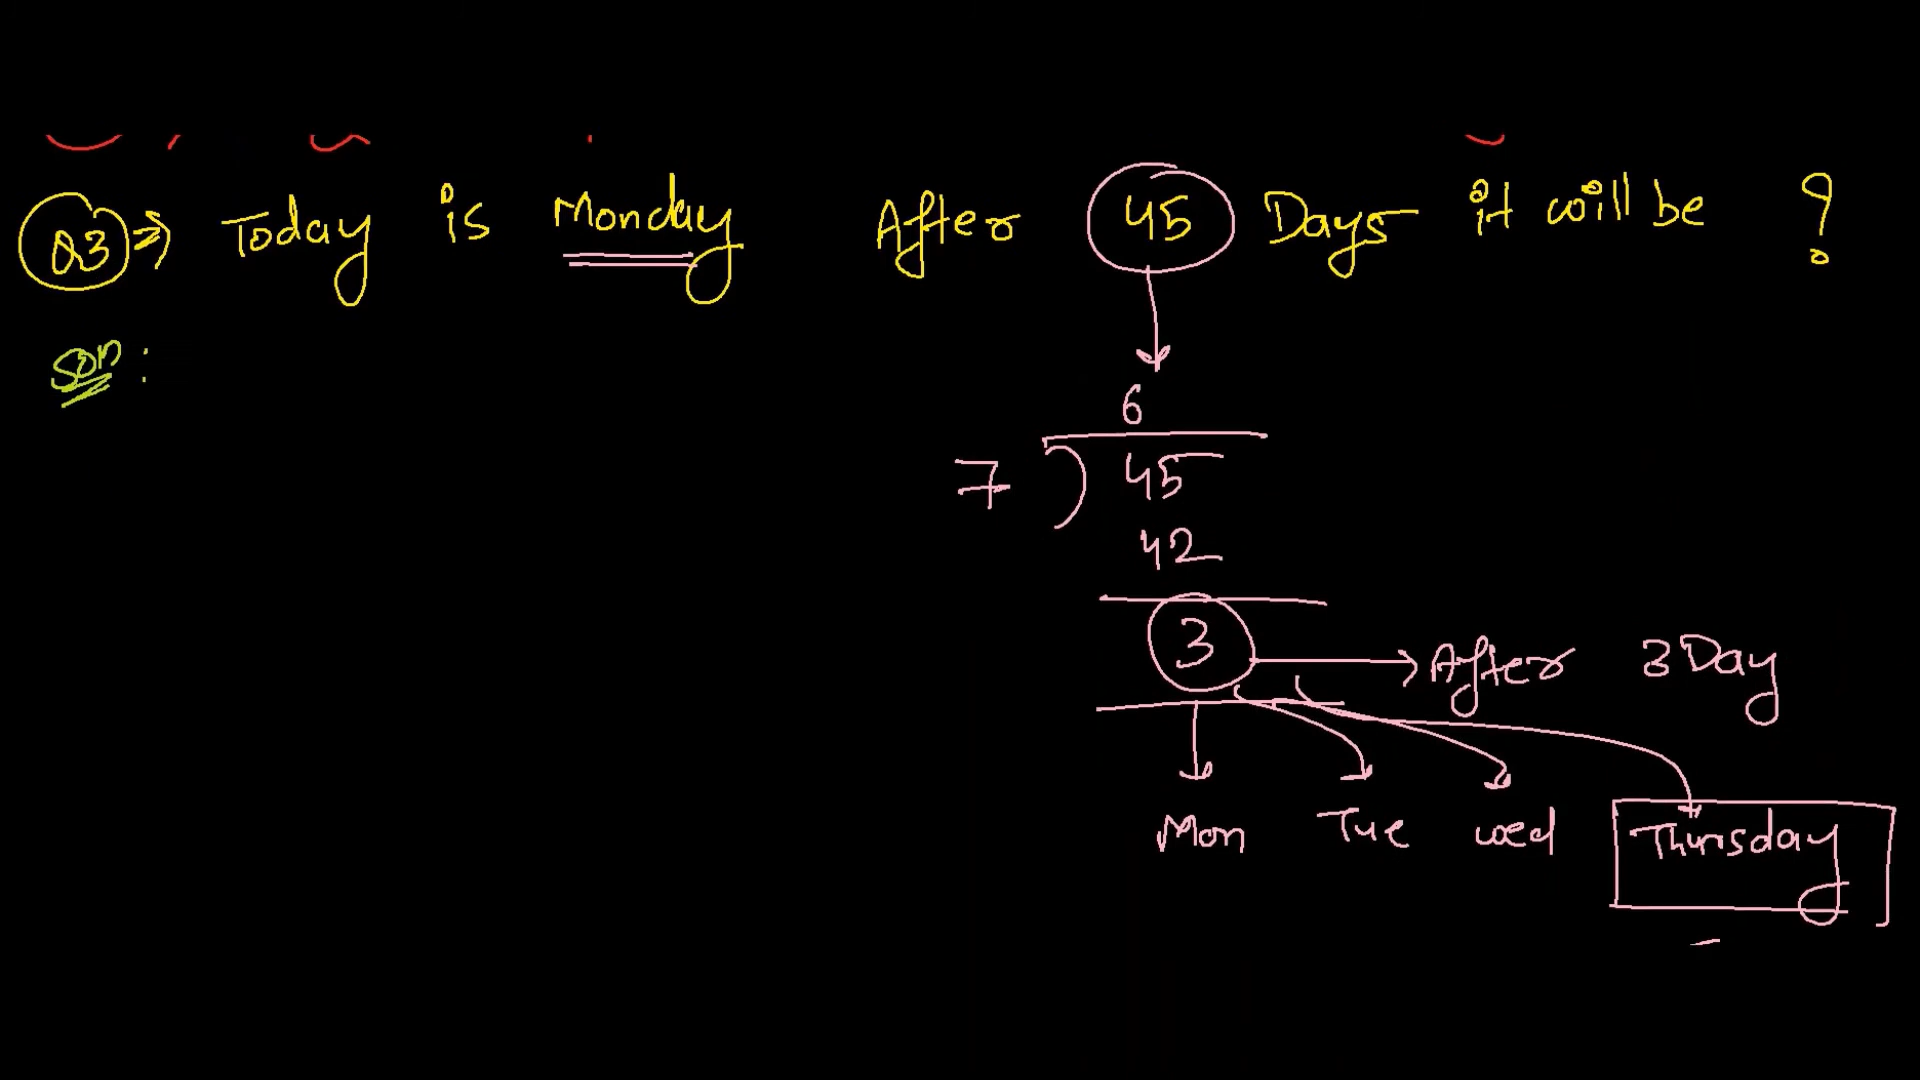 Q3 ⇒ Today is Monday After 45 Days it will be ?
Soln :
6
7 ) 45
42
3 → After 3 Day
Mon Tue wed Thursday